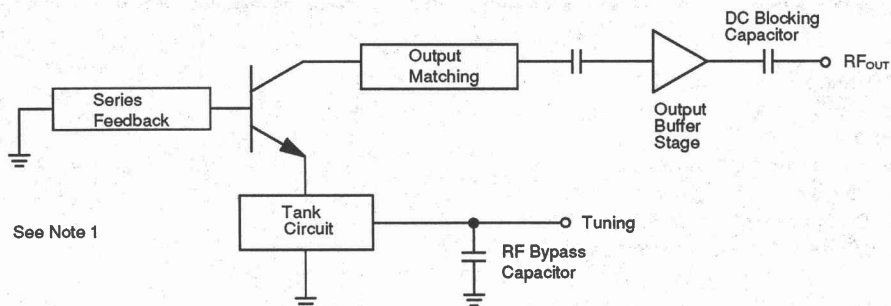 DC Blocking
Capacitor
Output
Matching
RFOUT
Series
Feedback
Output
Buffer
Stage
Tank
Circuit
Tuning
See Note 1
RF Bypass
Capacitor